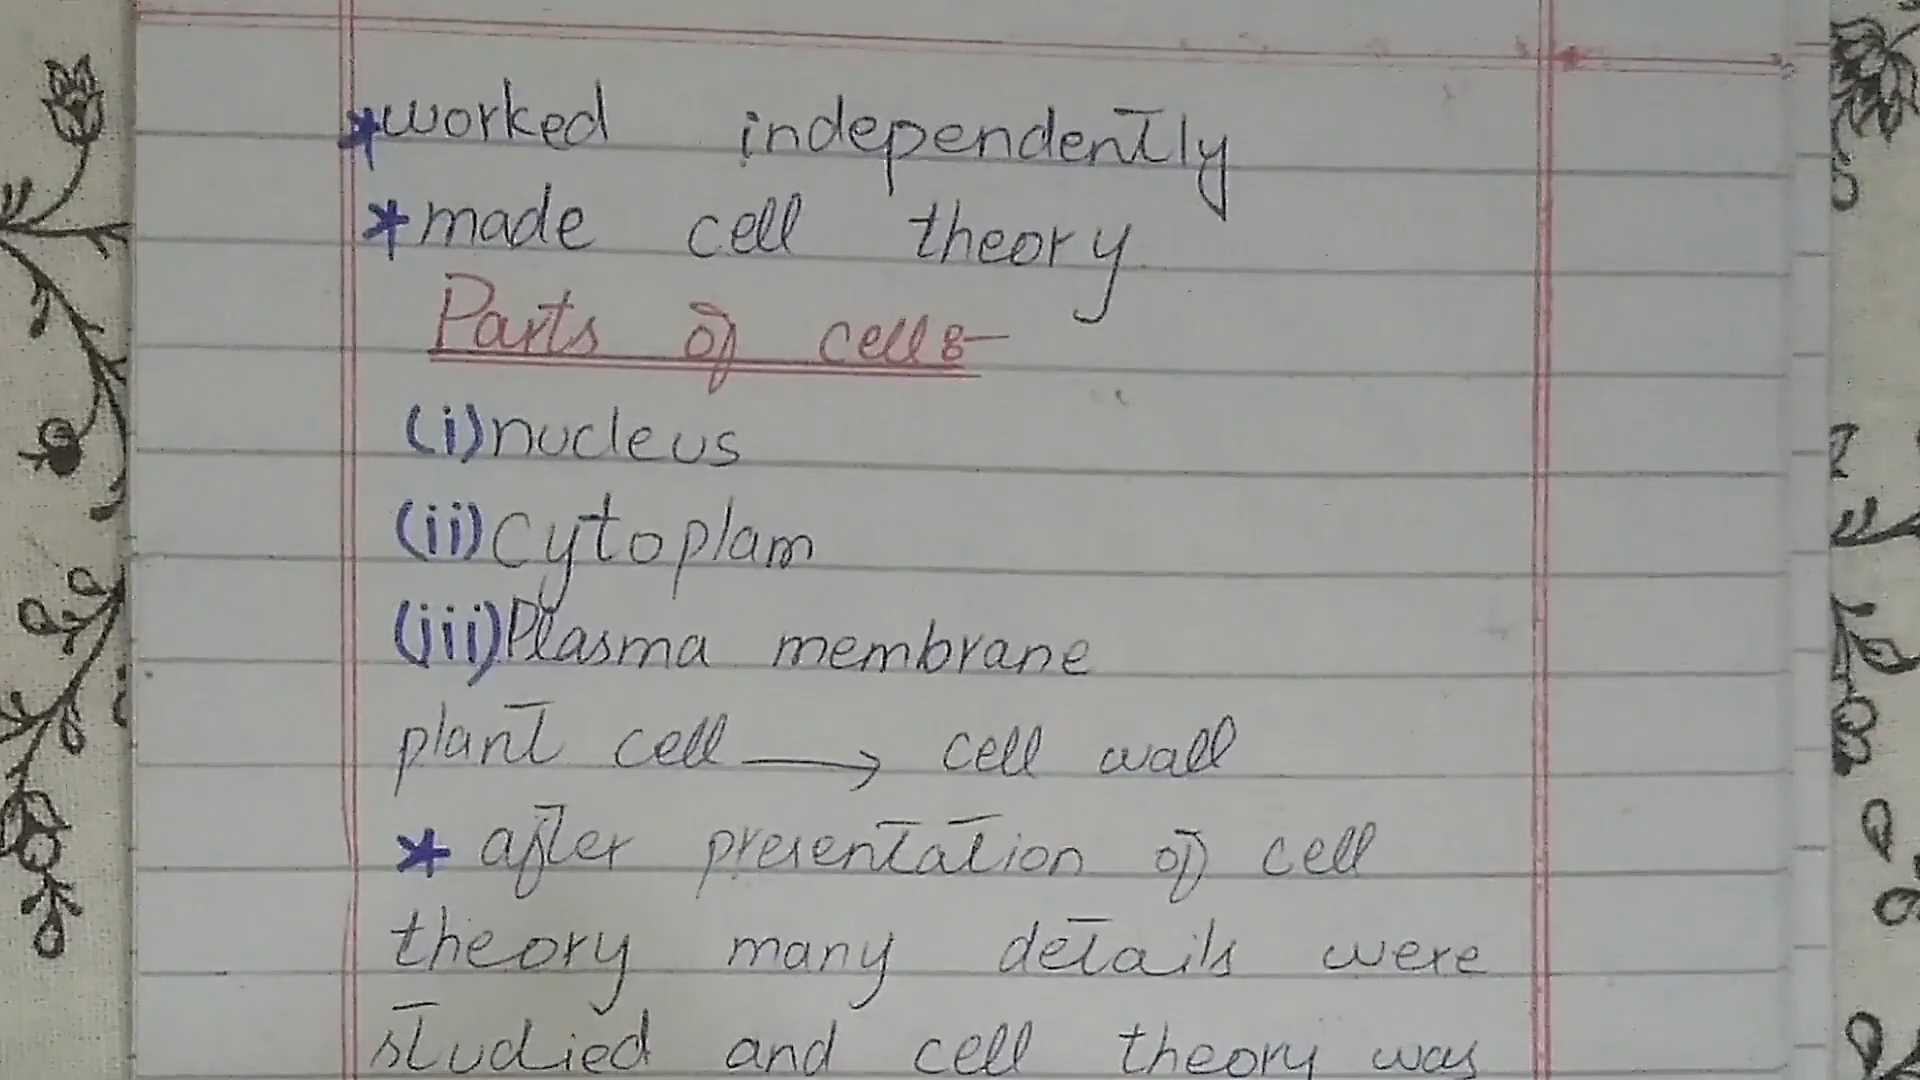 *worked independently
*made cell theory
Parts of cell:-
(i)nucleus
(ii)cytoplam
(iii)Plasma membrane
plant cell → cell wall
* after presentation of cell
theory many details were
studied and cell theory was